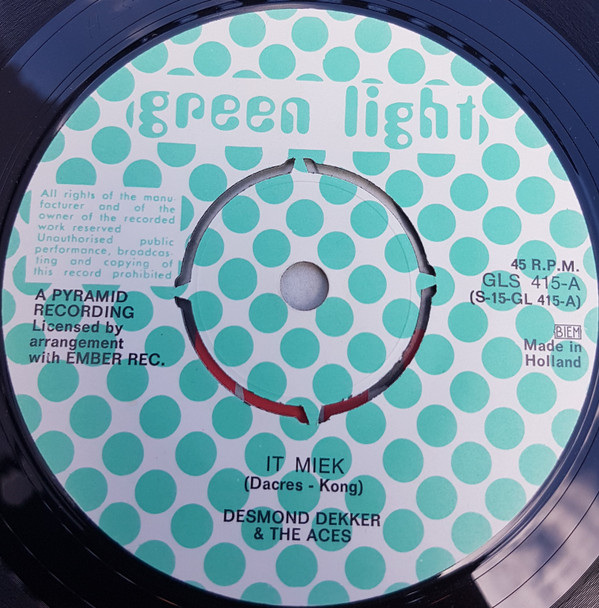 green light
All rights of the manu-
facturer and of the
owner of the recorded
work reserved
Unauthorised public
performance, broadcas-
ting and copying of
this record prohibited
A PYRAMID
RECORDING
Licensed by
arrangement
with EMBER REC.
45 R.P.M.
GLS 415-A
(S-15-GL 415-A)
BIEM
Made in
Holland
IT MIEK
(Dacres - Kong)
DESMOND DEKKER
& THE ACES